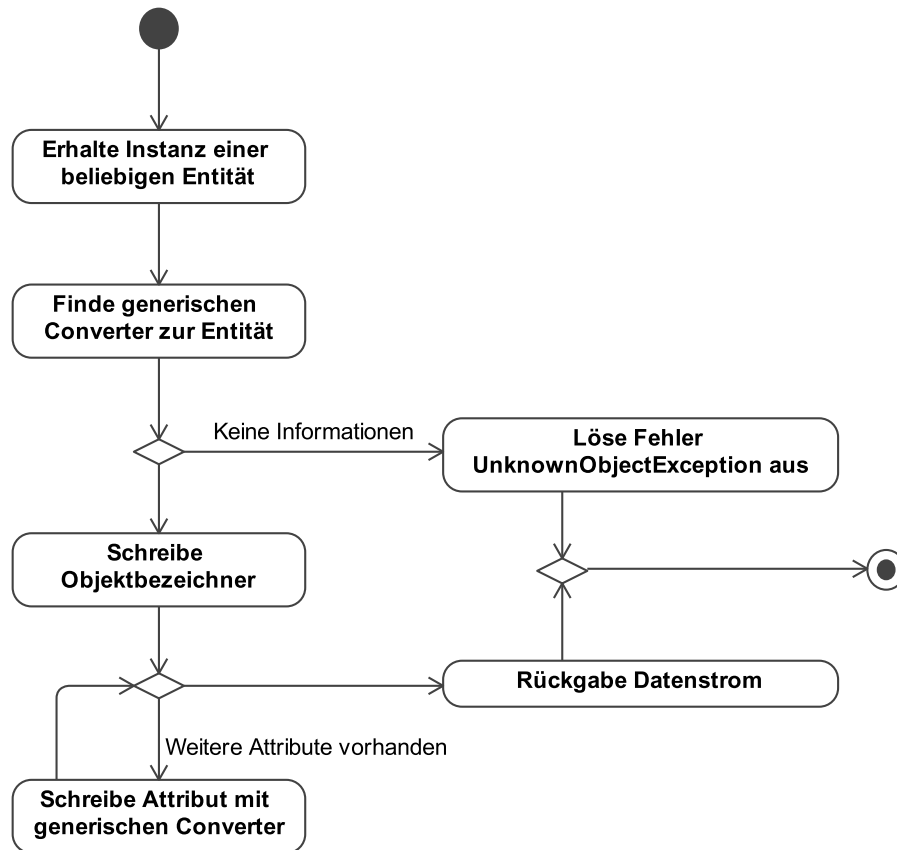 Erhalte Instanz einer
beliebigen Entität
Finde generischen
Converter zur Entität
Keine Informationen
Löse Fehler
UnknownObjectException aus
Schreibe
Objektbezeichner
Rückgabe Datenstrom
Weitere Attribute vorhanden
Schreibe Attribut mit
generischen Converter